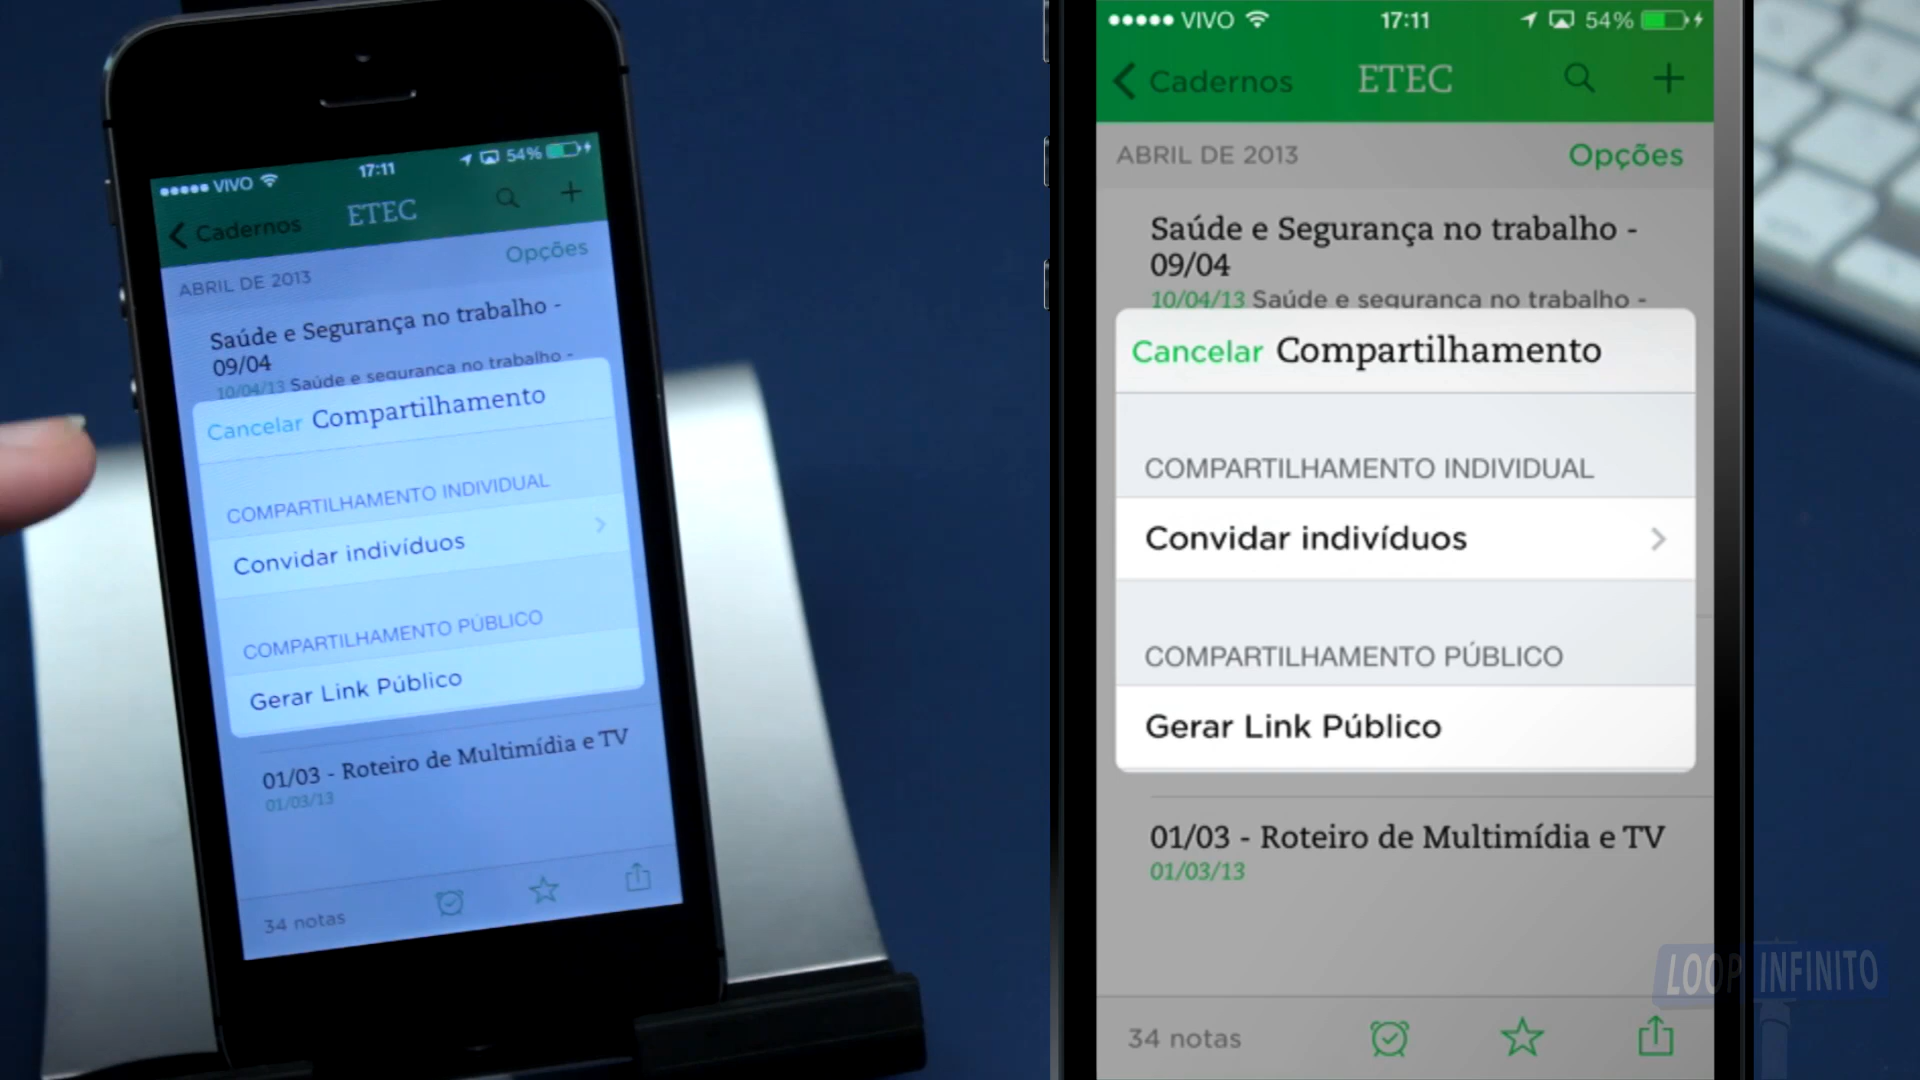 VIVO 17:11 54%
Cadernos ETEC
ABRIL DE 2013 Opções
Saúde e Segurança no trabalho -
09/04
10/04/13 Saúde e segurança no trabalho -
Cancelar Compartilhamento
COMPARTILHAMENTO INDIVIDUAL
Convidar indivíduos
COMPARTILHAMENTO PÚBLICO
Gerar Link Público
01/03 - Roteiro de Multimídia e TV
01/03/13
34 notas
VIVO 17:11 54%
Cadernos ETEC
ABRIL DE 2013 Opções
Saúde e Segurança no trabalho -
09/04
10/04/13 Saúde e segurança no trabalho -
Cancelar Compartilhamento
COMPARTILHAMENTO INDIVIDUAL
Convidar indivíduos
COMPARTILHAMENTO PÚBLICO
Gerar Link Público
01/03 - Roteiro de Multimídia e TV
01/03/13
34 notas
LOOP INFINITO